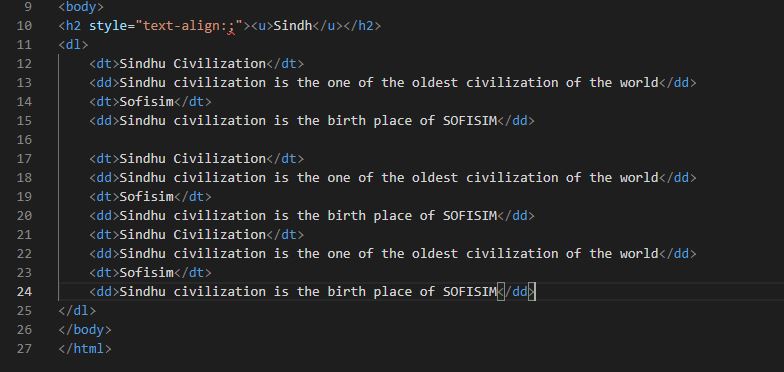 9 <body>
10 <h2 style="text-align:;"><u>Sindh</u></h2>
11 <dl>
12 <dt>Sindhu Civilization</dt>
13 <dd>Sindhu civilization is the one of the oldest civilization of the world</dd>
14 <dt>Sofisim</dt>
15 <dd>Sindhu civilization is the birth place of SOFISIM</dd>
16
17 <dt>Sindhu Civilization</dt>
18 <dd>Sindhu civilization is the one of the oldest civilization of the world</dd>
19 <dt>Sofisim</dt>
20 <dd>Sindhu civilization is the birth place of SOFISIM</dd>
21 <dt>Sindhu Civilization</dt>
22 <dd>Sindhu civilization is the one of the oldest civilization of the world</dd>
23 <dt>Sofisim</dt>
24 <dd>Sindhu civilization is the birth place of SOFISIM</dd>
25 </dl>
26 </body>
27 </html>